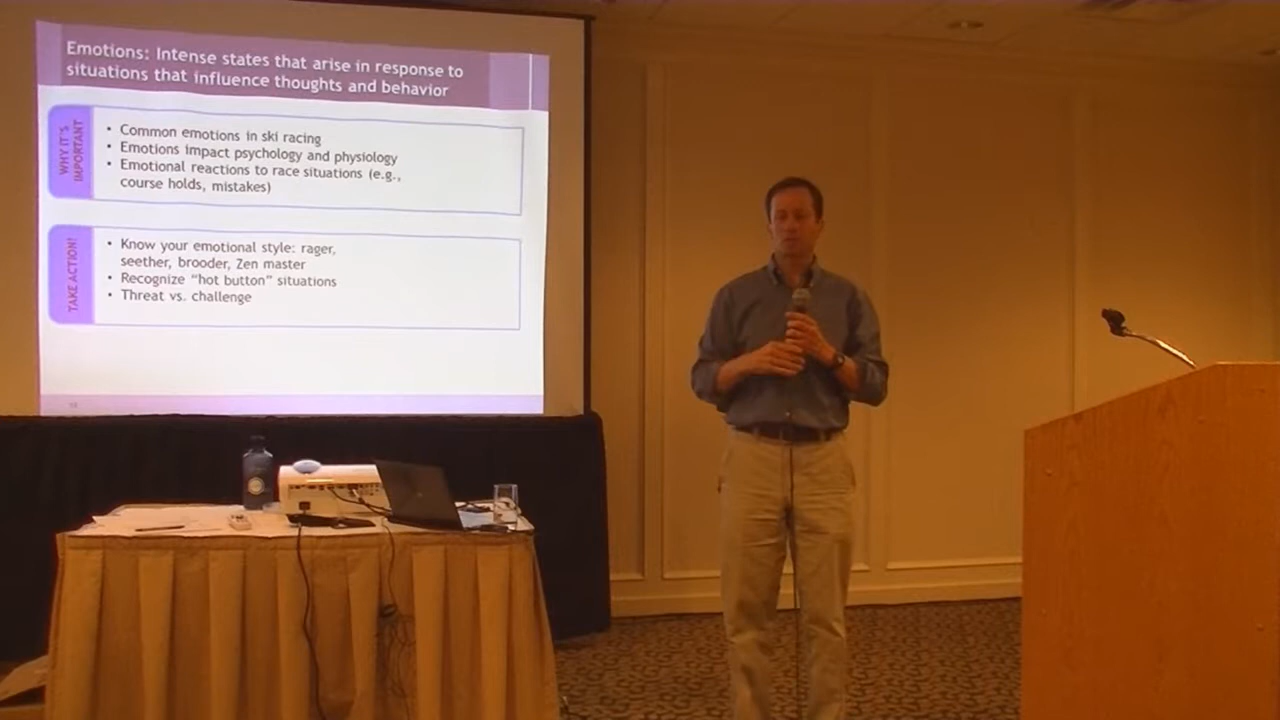 Emotions: Intense states that arise in response to
situations that influence thoughts and behavior
WHY IT'S
IMPORTANT
• Common emotions in ski racing
• Emotions impact psychology and physiology
• Emotional reactions to race situations (e.g.,
course holds, mistakes)
TAKE ACTION!
• Know your emotional style: rager,
seether, brooder, Zen master
• Recognize “hot button” situations
• Threat vs. challenge